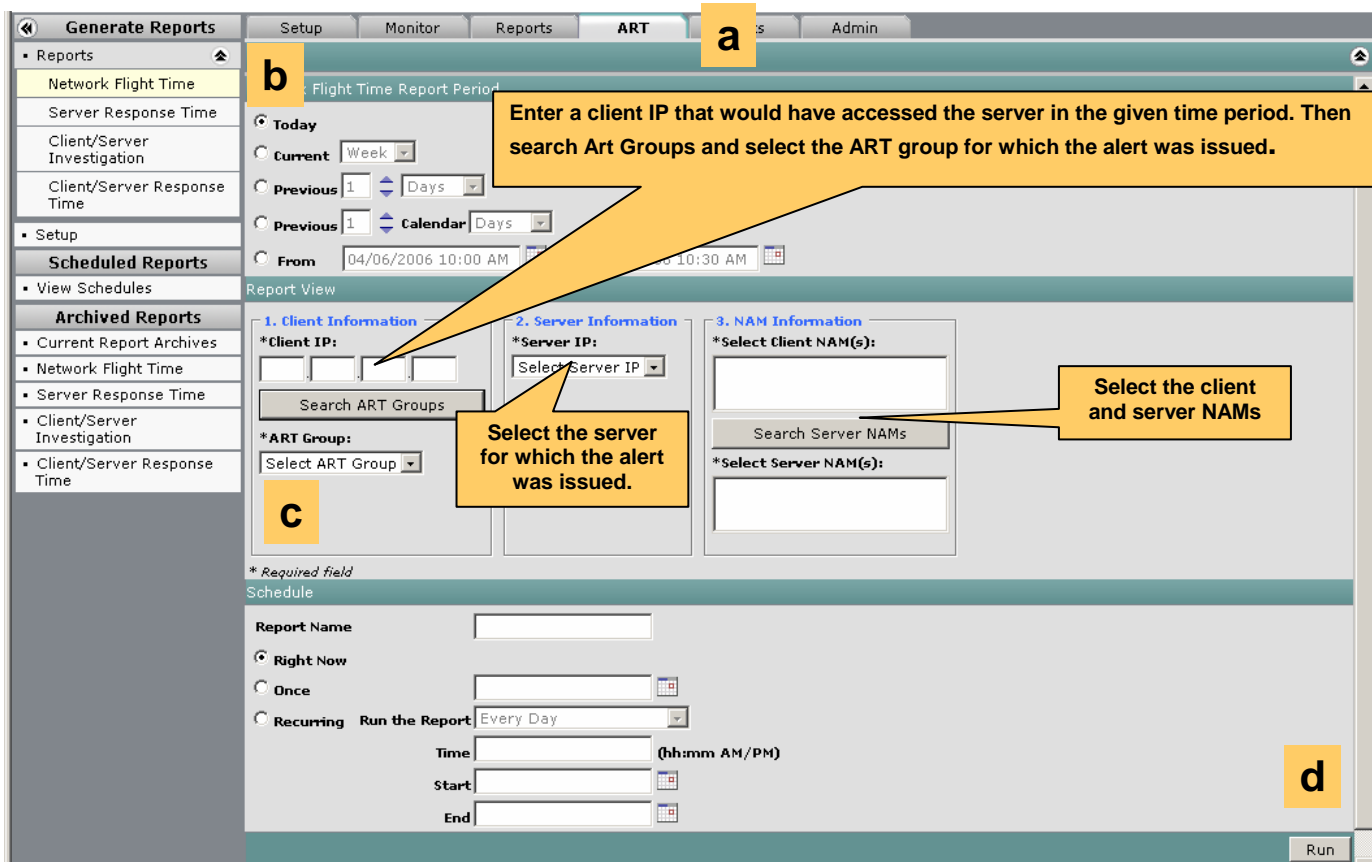 Generate Reports
Setup Monitor Reports ART Admin
a
Reports
Network Flight Time
Server Response Time
Client/Server
Investigation
Client/Server Response
Time
Setup
Scheduled Reports
View Schedules
Archived Reports
Current Report Archives
Network Flight Time
Server Response Time
Client/Server
Investigation
Client/Server Response
Time
b
Flight Time Report Period
Enter a client IP that would have accessed the server in the given time period. Then
search Art Groups and select the ART group for which the alert was issued.
Today
Current Week
Previous 1 Days
Previous 1 Calendar Days
From 04/06/2006 10:00 AM 10:30 AM
Report View
1. Client Information
*Client IP:
. . .
Search ART Groups
*ART Group:
Select ART Group
c
2. Server Information
*Server IP:
Select Server IP
Select the server
for which the alert
was issued.
3. NAM Information
*Select Client NAM(s):
Search Server NAMs
*Select Server NAM(s):
Select the client
and server NAMs
* Required field
Schedule
Report Name
Right Now
Once
Recurring Run the Report Every Day
Time (hh:mm AM/PM)
Start
End
d
Run